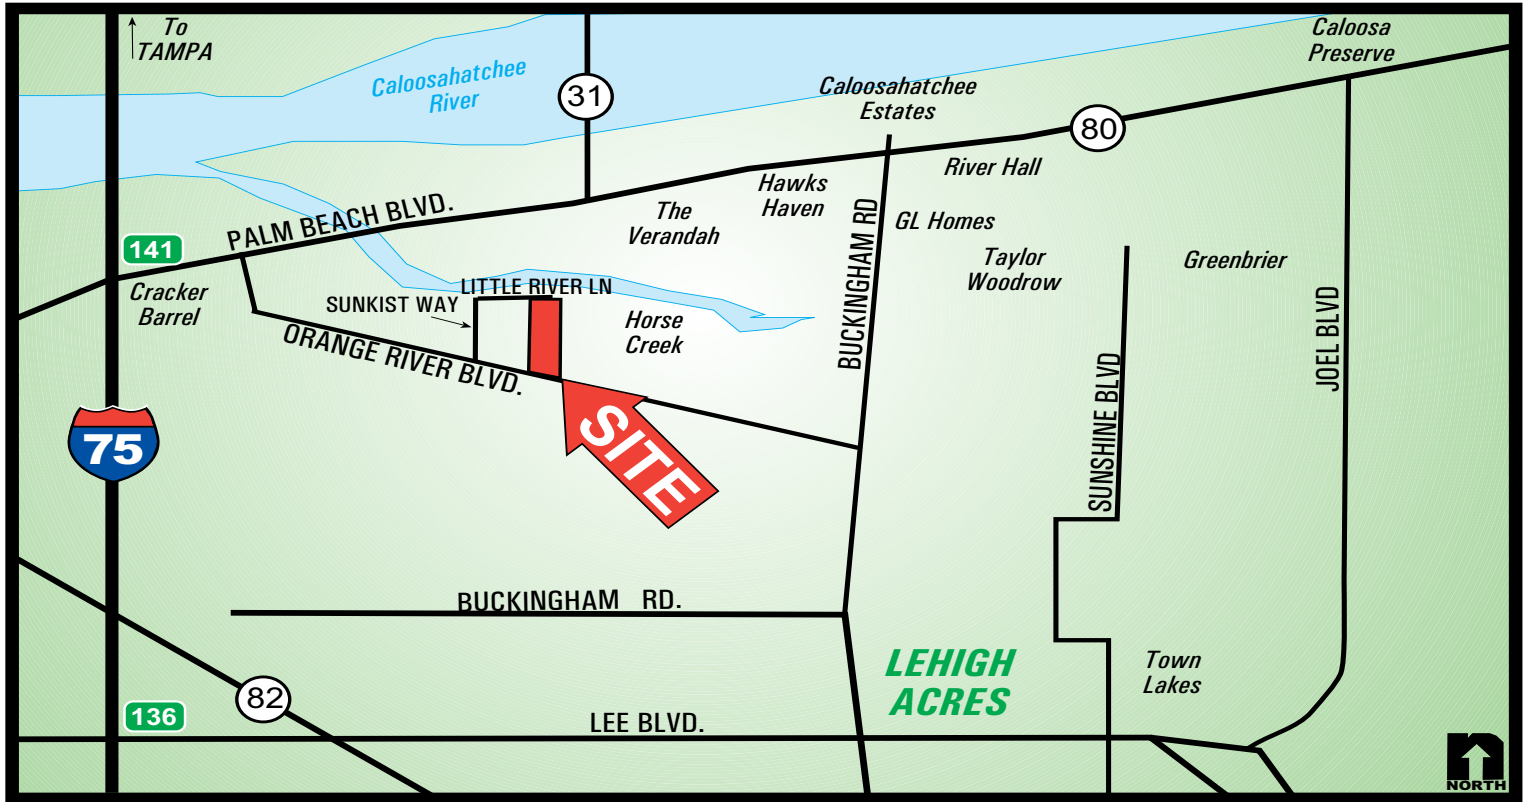 To
TAMPA
Caloosahatchee
River
31
Caloosahatchee
Estates
Caloosa
Preserve
80
River Hall
Hawks
Haven
The
Verandah
GL Homes
BUCKINGHAM RD
PALM BEACH BLVD.
141
Cracker
Barrel
Taylor
Woodrow
Greenbrier
LITTLE RIVER LN
SUNKIST WAY
Horse
Creek
ORANGE RIVER BLVD.
JOEL BLVD
SUNSHINE BLVD
SITE
75
BUCKINGHAM RD.
LEHIGH
ACRES
Town
Lakes
82
136
LEE BLVD.
n
NORTH